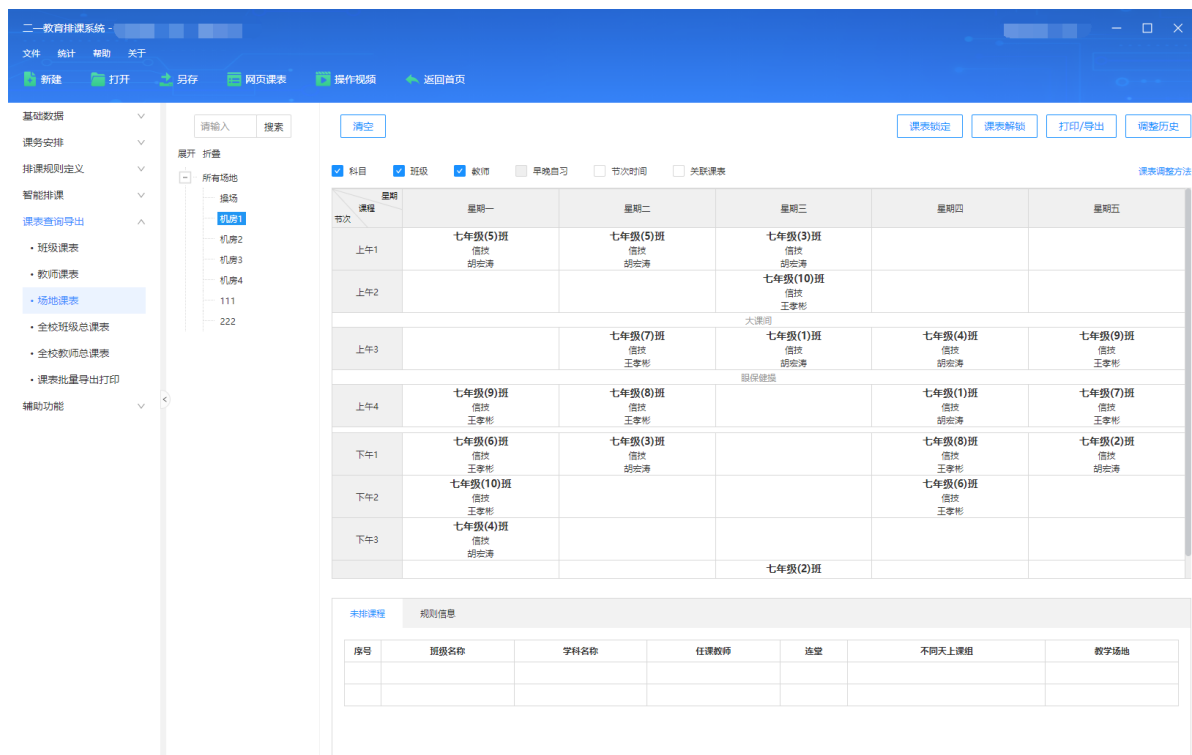 二一教育排课系统 -
文件 统计 帮助 关于
新建 打开 另存 网页课表 操作视频 返回首页
基础数据
课务安排
排课规则定义
智能排课
课表查询导出
• 班级课表
• 教师课表
• 场地课表
• 全校班级总课表
• 全校教师总课表
• 课表批量导出打印
辅助功能
请输入 搜索
展开 折叠
所有场地
操场
机房1
机房2
机房3
机房4
111
222
清空 课表锁定 课表解锁 打印/导出 调整历史
科目 班级 教师 早晚自习 节次时间 关联课表 课表调整方法
星期
课程
节次
星期一 星期二 星期三 星期四 星期五
七年级(5)班 七年级(5)班 七年级(3)班
上午1 信技 信技 信技
胡宏涛 胡宏涛 胡宏涛
七年级(10)班
上午2 信技
王孝彬
大课间
七年级(7)班 七年级(1)班 七年级(4)班 七年级(9)班
上午3 信技 信技 信技 信技
王孝彬 胡宏涛 胡宏涛 王孝彬
眼保健操
七年级(9)班 七年级(8)班 七年级(1)班 七年级(7)班
上午4 信技 信技 信技 信技
王孝彬 王孝彬 胡宏涛 王孝彬
七年级(6)班 七年级(3)班 七年级(8)班 七年级(2)班
下午1 信技 信技 信技 信技
王孝彬 胡宏涛 王孝彬 胡宏涛
七年级(10)班 七年级(6)班
下午2 信技 信技
王孝彬 王孝彬
七年级(4)班
下午3 信技
胡宏涛
七年级(2)班
未排课程 规则信息
序号 班级名称 学科名称 任课教师 连堂 不同天上课组 教学场地